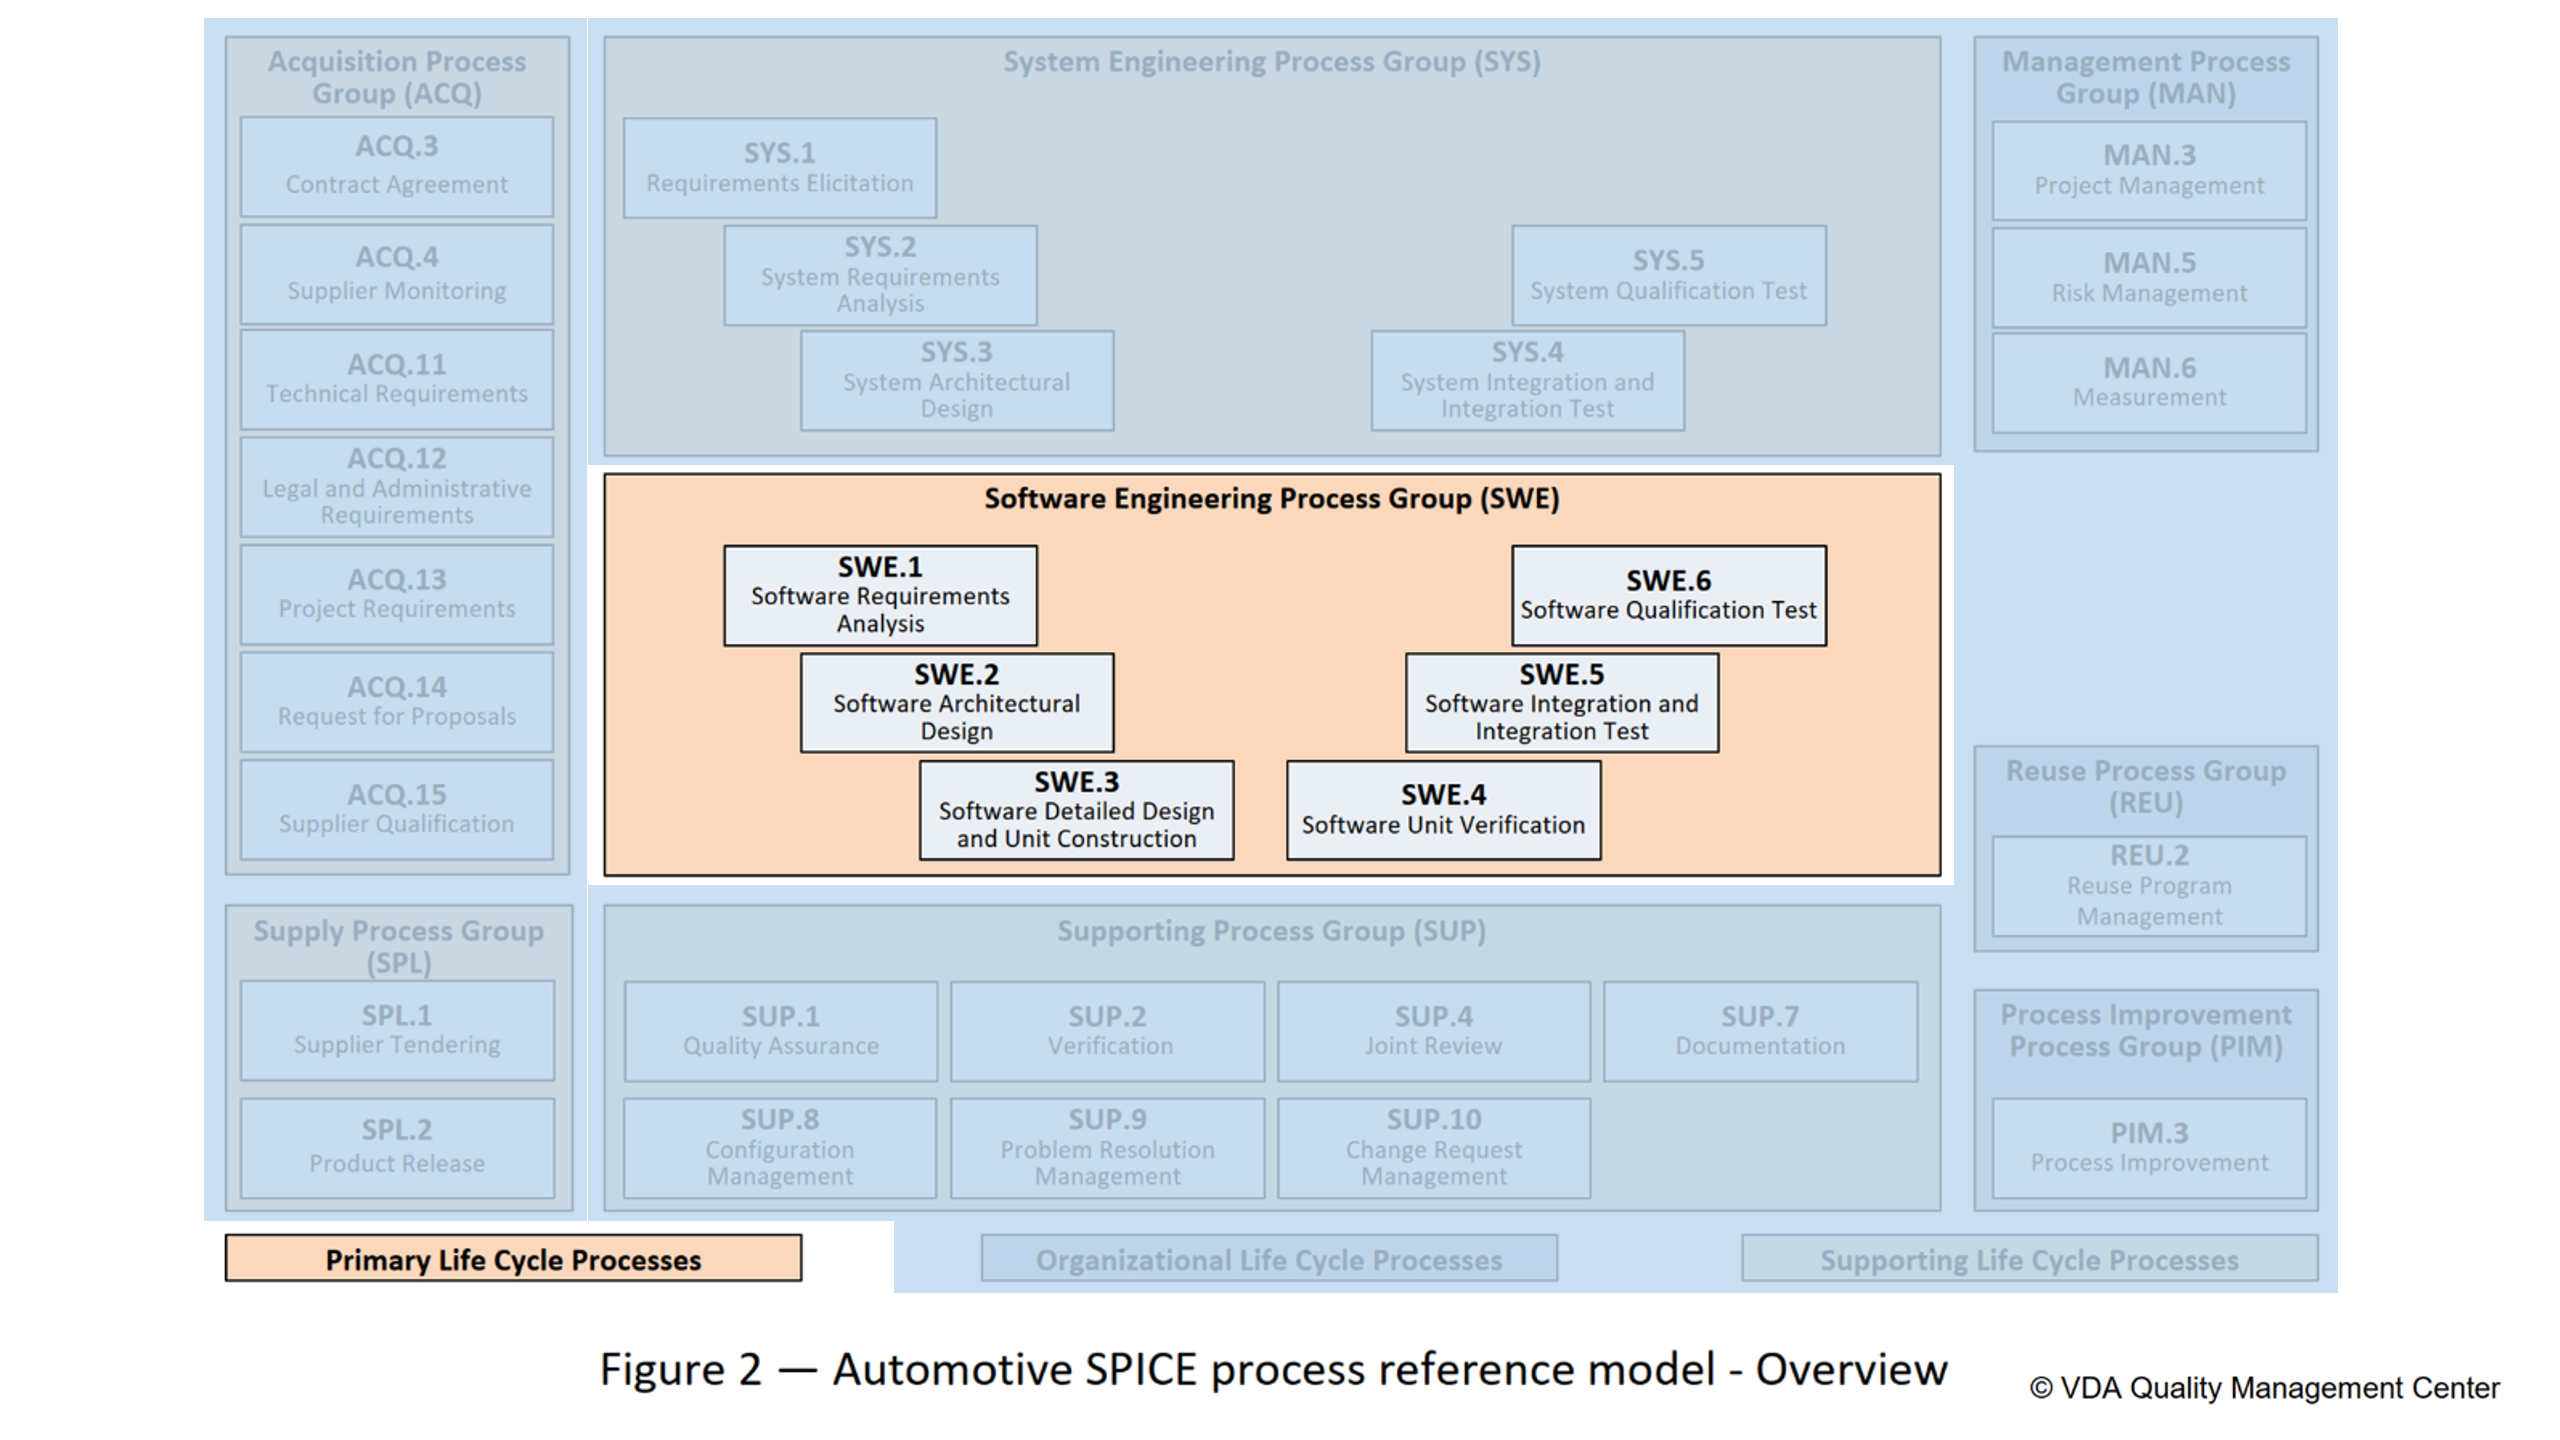 Acquisition Process
Group (ACQ)
ACQ.3
Contract Agreement
ACQ.4
Supplier Monitoring
ACQ.11
Technical Requirements
ACQ.12
Legal and Administrative
Requirements
ACQ.13
Project Requirements
ACQ.14
Request for Proposals
ACQ.15
Supplier Qualification
Supply Process Group
(SPL)
SPL.1
Supplier Tendering
SPL.2
Product Release
System Engineering Process Group (SYS)
SYS.1
Requirements Elicitation
SYS.2
System Requirements
Analysis
SYS.3
System Architectural
Design
SYS.5
System Qualification Test
SYS.4
System Integration and
Integration Test
Software Engineering Process Group (SWE)
SWE.1
Software Requirements
Analysis
SWE.2
Software Architectural
Design
SWE.3
Software Detailed Design
and Unit Construction
SWE.6
Software Qualification Test
SWE.5
Software Integration and
Integration Test
SWE.4
Software Unit Verification
Supporting Process Group (SUP)
SUP.1
Quality Assurance
SUP.2
Verification
SUP.4
Joint Review
SUP.7
Documentation
SUP.8
Configuration
Management
SUP.9
Problem Resolution
Management
SUP.10
Change Request
Management
Management Process
Group (MAN)
MAN.3
Project Management
MAN.5
Risk Management
MAN.6
Measurement
Reuse Process Group
(REU)
REU.2
Reuse Program
Management
Process Improvement
Process Group (PIM)
PIM.3
Process Improvement
Primary Life Cycle Processes
Organizational Life Cycle Processes
Supporting Life Cycle Processes
Figure 2 — Automotive SPICE process reference model - Overview
© VDA Quality Management Center